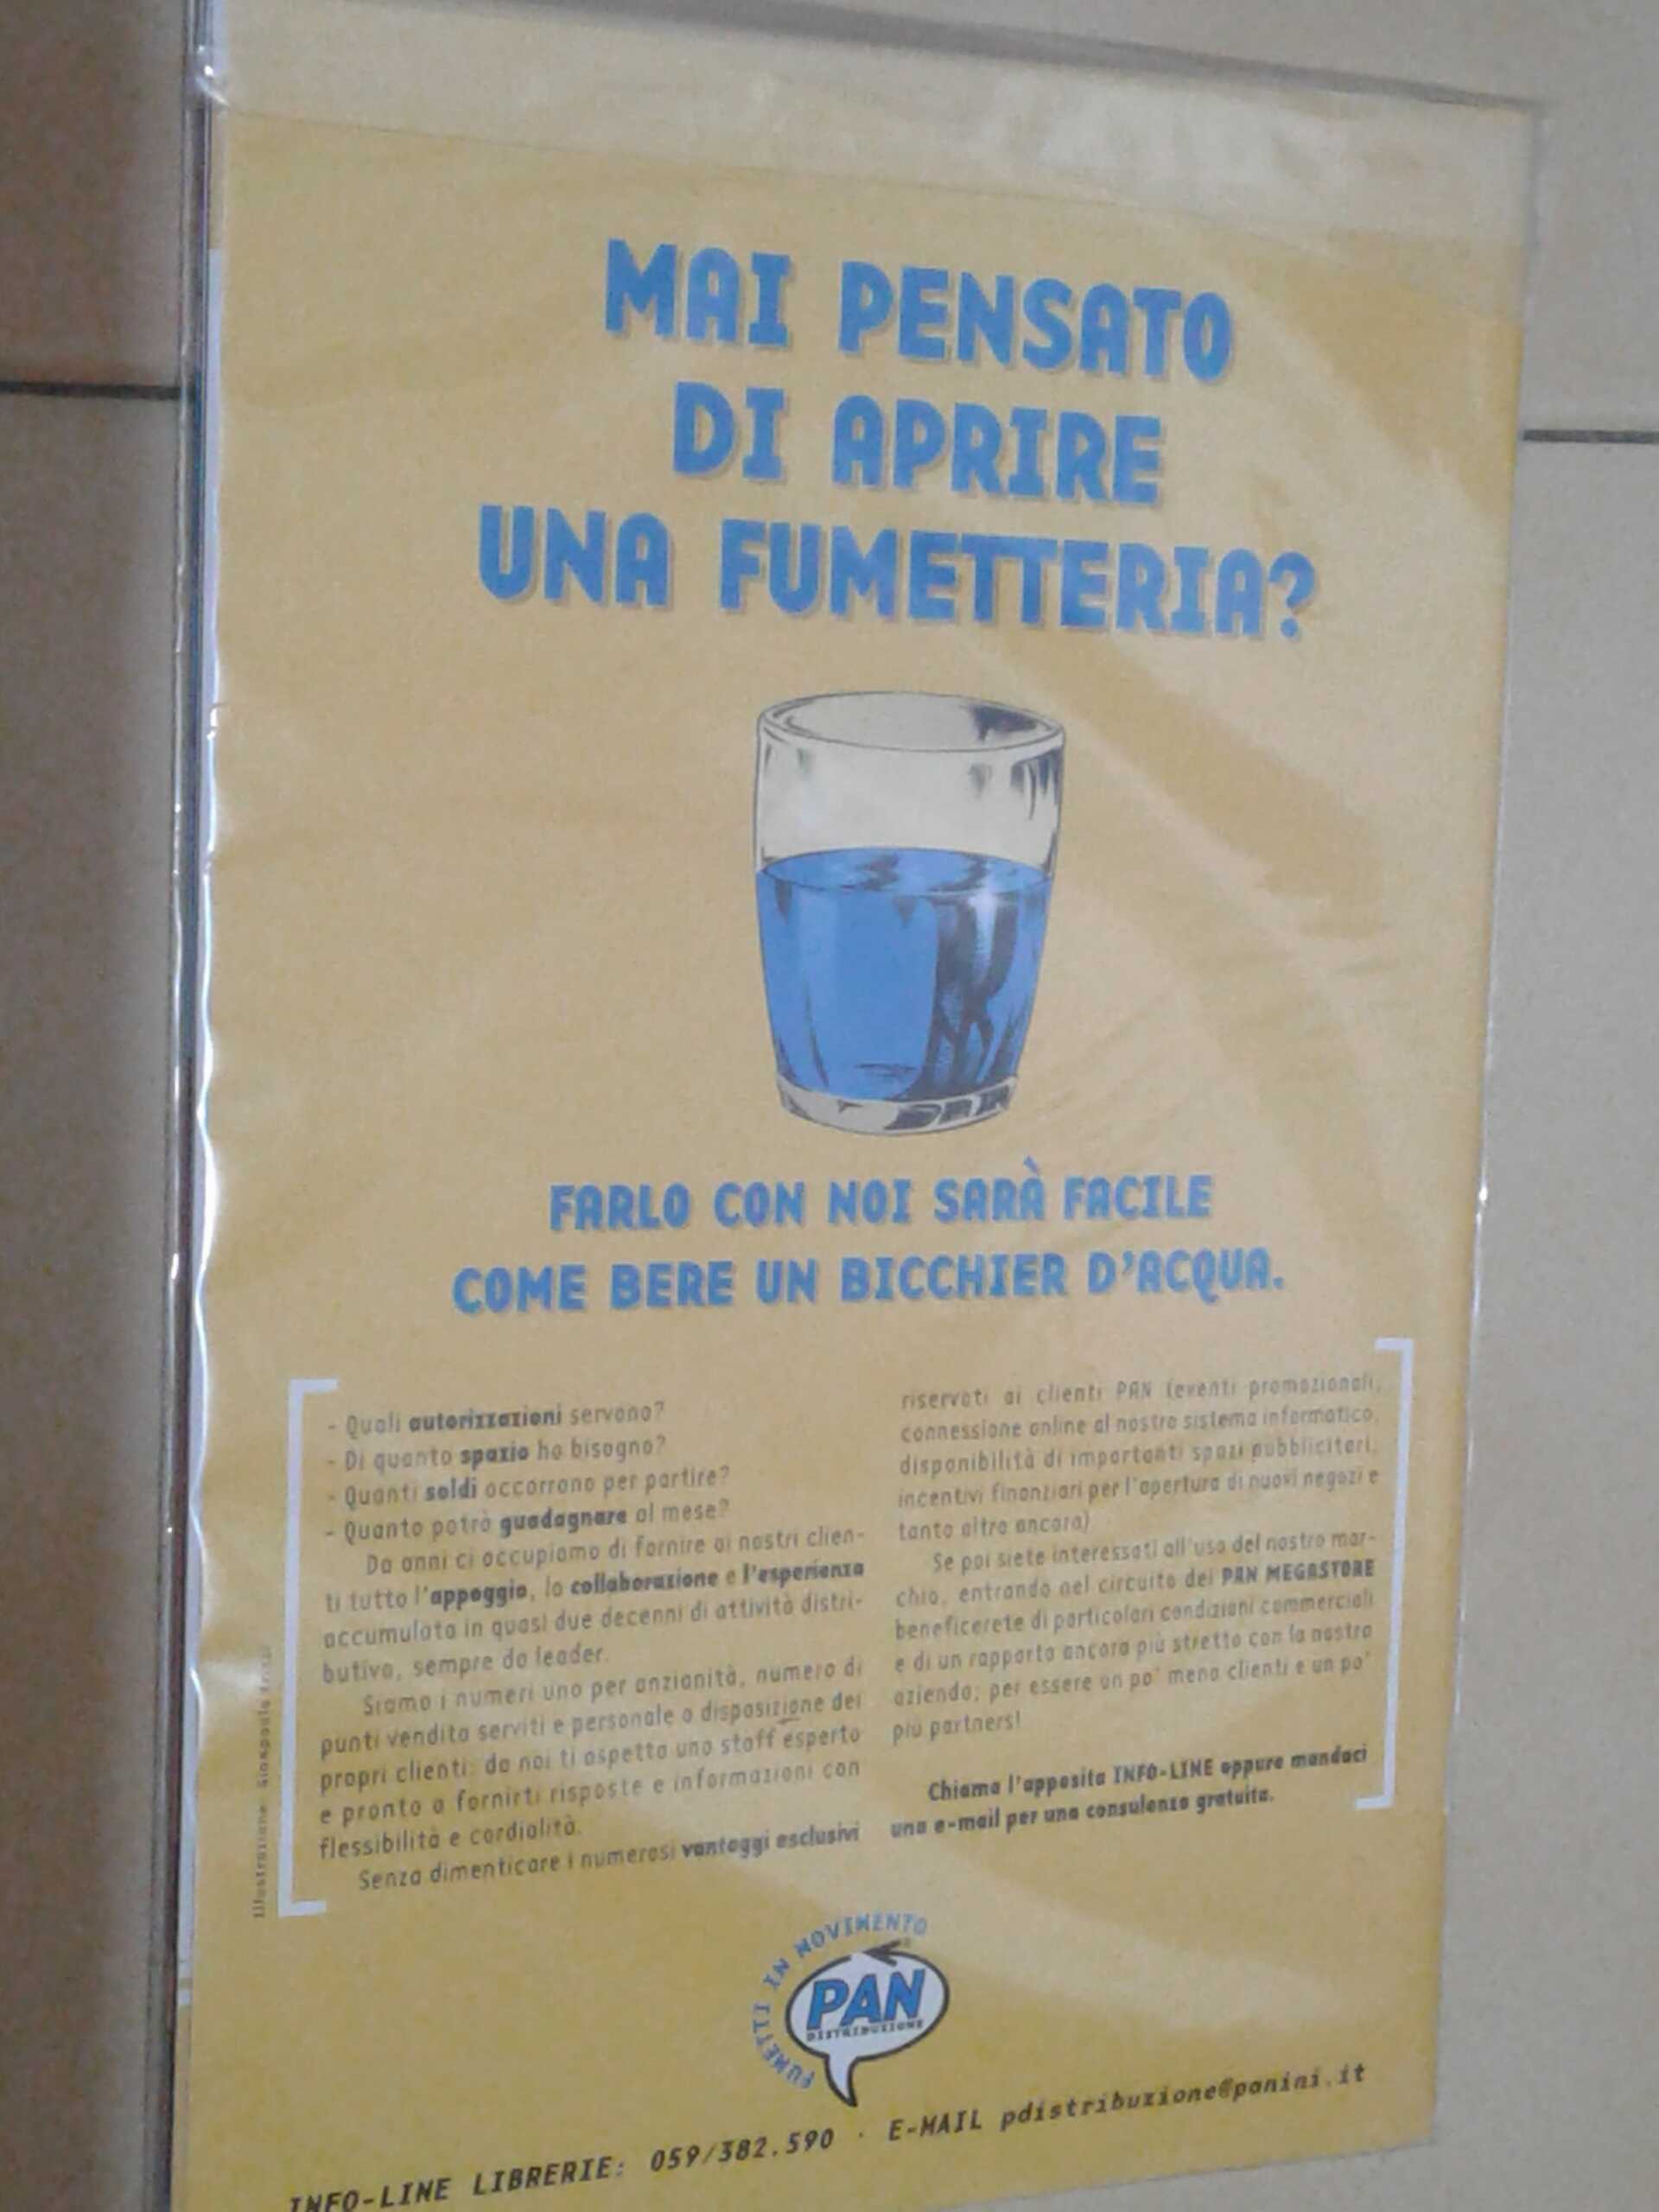 MAI PENSATO
DI APRIRE
UNA FUMETTERIA?
FARLO CON NOI SARÀ FACILE
COME BERE UN BICCHIER D'ACQUA.
- Quali autorizzazioni servono?
- Di quanto spazio ho bisogno?
- Quanti soldi occorrono per partire?
- Quanto potrò guadagnare al mese?
Da anni ci occupiamo di fornire ai nostri clien-
ti tutto l'appoggio, la collaborazione e l'esperienza
accumulata in quasi due decenni di attività distri-
butiva, sempre da leader.
Siamo i numeri uno per anzianità, numero di
punti vendita serviti e personale a disposizione dei
propri clienti: da noi ti aspetta uno staff esperto
e pronto a fornirti risposte e informazioni con
flessibilità e cordialità.
Senza dimenticare i numerosi vantaggi esclusivi
riservati ai clienti PAN (eventi promozionali,
connessione online al nostro sistema informatico,
disponibilità di importanti spazi pubblicitari,
incentivi finanziari per l'apertura di nuovi negozi e
tanto altro ancora)
Se poi siete interessati all'uso del nostro mar-
chio, entrando nel circuito dei PAN MEGASTORE
beneficerete di particolari condizioni commerciali
e di un rapporto ancora più stretto con la nostra
azienda; per essere un po' meno clienti e un po'
più partners!
Chiama l'apposita INFO-LINE oppure mandaci
una e-mail per una consulenza gratuita.
Illustrazione: Giuseppe
FUMETTI IN MOVIMENTO
PAN
DISTRIBUZIONE
INFO-LINE LIBRERIE: 059/382.590 · E-MAIL pdistribuzione@panini.it